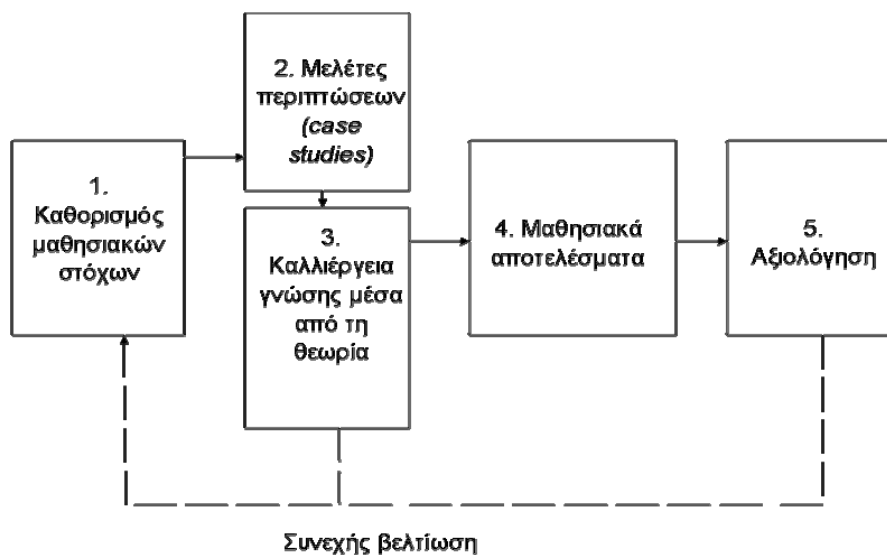 1.
Καθορισμός
μαθησιακών
στόχων
2. Μελέτες
περιπτώσεων
(case
studies)
3.
Καλλιέργεια
γνώσης μέσα
από τη
θεωρία
4. Μαθησιακά
αποτελέσματα
5.
Αξιολόγηση
Συνεχής βελτίωση